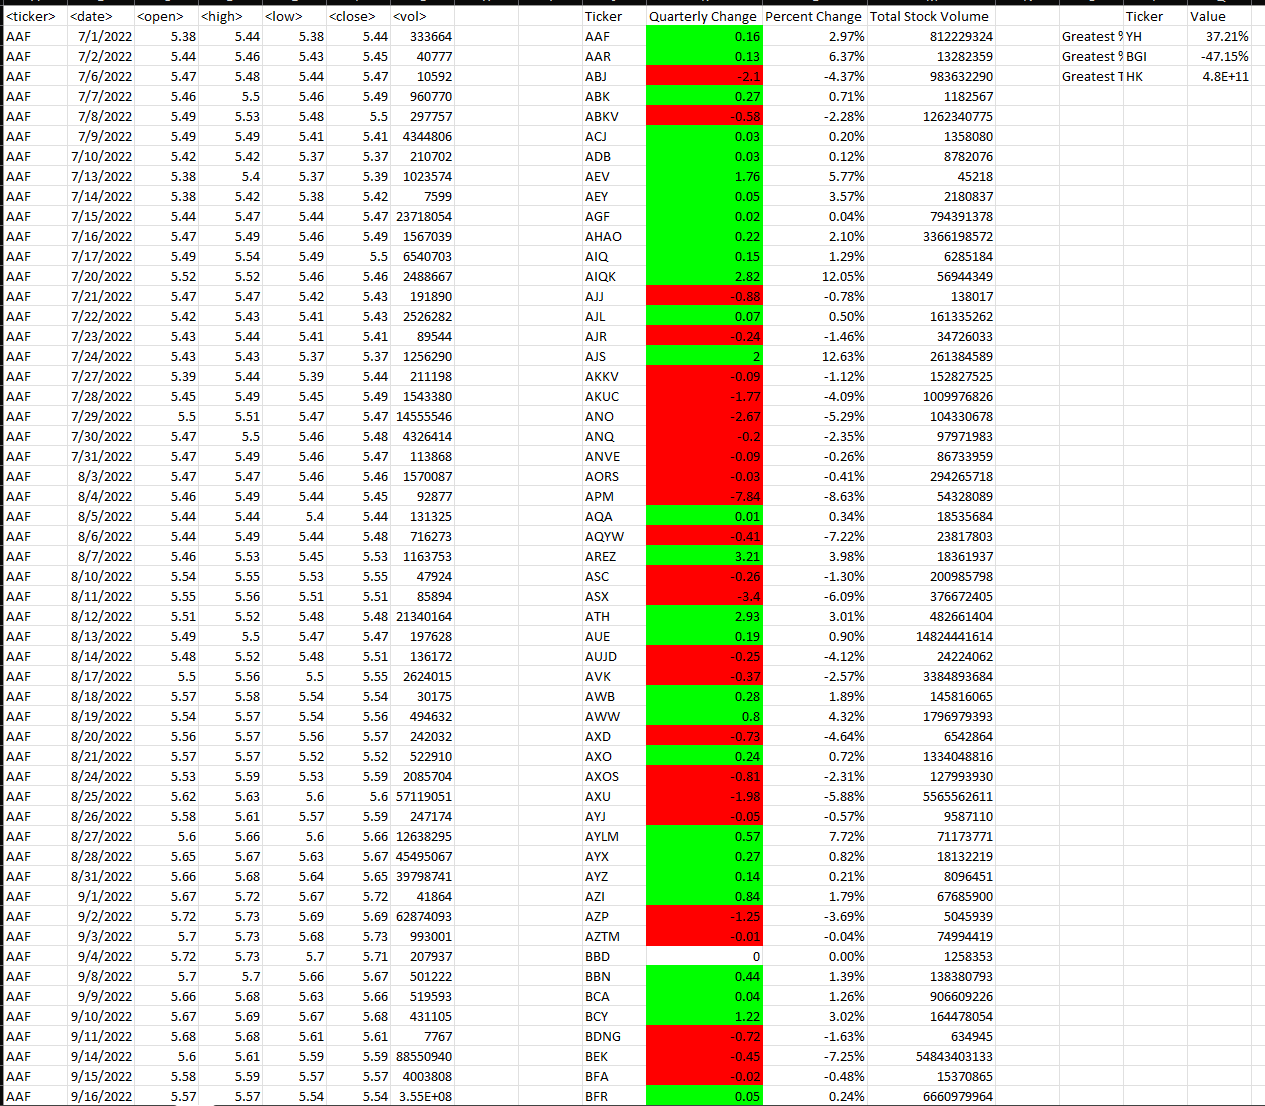 <ticker> <date> <open> <high> <low> <close> <vol> Ticker Quarterly Change Percent Change Total Stock Volume Ticker Value
AAF 7/1/2022 5.38 5.44 5.38 5.44 333664 AAF 0.16 2.97% 812229324 Greatest % YH 37.21%
AAF 7/2/2022 5.44 5.46 5.43 5.45 40777 AAR 0.13 6.37% 13282359 Greatest % BGI -47.15%
AAF 7/6/2022 5.47 5.48 5.44 5.47 10592 ABJ -2.1 -4.37% 983632290 Greatest T HK 4.8E+11
AAF 7/7/2022 5.46 5.5 5.46 5.49 960770 ABK 0.27 0.71% 1182567
AAF 7/8/2022 5.49 5.53 5.48 5.5 297757 ABKV -0.58 -2.28% 1262340775
AAF 7/9/2022 5.49 5.49 5.41 5.41 4344806 ACJ 0.03 0.20% 1358080
AAF 7/10/2022 5.42 5.42 5.37 5.37 210702 ADB 0.03 0.12% 8782076
AAF 7/13/2022 5.38 5.4 5.37 5.39 1023574 AEV 1.76 5.77% 45218
AAF 7/14/2022 5.38 5.42 5.38 5.42 7599 AEY 0.05 3.57% 2180837
AAF 7/15/2022 5.44 5.47 5.44 5.47 23718054 AGF 0.02 0.04% 794391378
AAF 7/16/2022 5.47 5.49 5.46 5.49 1567039 AHAO 0.22 2.10% 3366198572
AAF 7/17/2022 5.49 5.54 5.49 5.5 6540703 AIQ 0.15 1.29% 6285184
AAF 7/20/2022 5.52 5.52 5.46 5.46 2488667 AIQK 2.82 12.05% 56944349
AAF 7/21/2022 5.47 5.47 5.42 5.43 191890 AJJ -0.88 -0.78% 138017
AAF 7/22/2022 5.42 5.43 5.41 5.43 2526282 AJL 0.07 0.50% 161335262
AAF 7/23/2022 5.43 5.44 5.41 5.41 89544 AJR -0.24 -1.46% 34726033
AAF 7/24/2022 5.43 5.43 5.37 5.37 1256290 AJS 2 12.63% 261384589
AAF 7/27/2022 5.39 5.44 5.39 5.44 211198 AKKV -0.09 -1.12% 152827525
AAF 7/28/2022 5.45 5.49 5.45 5.49 1543380 AKUC -1.77 -4.09% 1009976826
AAF 7/29/2022 5.5 5.51 5.47 5.47 14555546 ANO -2.67 -5.29% 104330678
AAF 7/30/2022 5.47 5.5 5.46 5.48 4326414 ANQ -0.2 -2.35% 97971983
AAF 7/31/2022 5.47 5.49 5.46 5.47 113868 ANVE -0.09 -0.26% 86733959
AAF 8/3/2022 5.47 5.47 5.46 5.46 1570087 AORS -0.03 -0.41% 294265718
AAF 8/4/2022 5.46 5.49 5.44 5.45 92877 APM -7.84 -8.63% 54328089
AAF 8/5/2022 5.44 5.44 5.4 5.44 131325 AQA 0.01 0.34% 18535684
AAF 8/6/2022 5.44 5.49 5.44 5.48 716273 AQYW -0.41 -7.22% 23817803
AAF 8/7/2022 5.46 5.53 5.45 5.53 1163753 AREZ 3.21 3.98% 18361937
AAF 8/10/2022 5.54 5.55 5.53 5.55 47924 ASC -0.26 -1.30% 200985798
AAF 8/11/2022 5.55 5.56 5.51 5.51 85894 ASX -3.4 -6.09% 376672405
AAF 8/12/2022 5.51 5.52 5.48 5.48 21340164 ATH 2.93 3.01% 482661404
AAF 8/13/2022 5.49 5.5 5.47 5.47 197628 AUE 0.19 0.90% 14824441614
AAF 8/14/2022 5.48 5.52 5.48 5.51 136172 AUJD -0.25 -4.12% 24224062
AAF 8/17/2022 5.5 5.56 5.5 5.55 2624015 AVK -0.37 -2.57% 3384893684
AAF 8/18/2022 5.57 5.58 5.54 5.54 30175 AWB 0.28 1.89% 145816065
AAF 8/19/2022 5.54 5.57 5.54 5.56 494632 AWW 0.8 4.32% 1796979393
AAF 8/20/2022 5.56 5.57 5.56 5.57 242032 AXD -0.73 -4.64% 6542864
AAF 8/21/2022 5.57 5.57 5.52 5.52 522910 AXO 0.24 0.72% 1334048816
AAF 8/24/2022 5.53 5.59 5.53 5.59 2085704 AXOS -0.81 -2.31% 127993930
AAF 8/25/2022 5.62 5.63 5.6 5.6 57119051 AXU -1.98 -5.88% 5565562611
AAF 8/26/2022 5.58 5.61 5.57 5.59 247174 AYJ -0.05 -0.57% 9587110
AAF 8/27/2022 5.6 5.66 5.6 5.66 12638295 AYLM 0.57 7.72% 71173771
AAF 8/28/2022 5.65 5.67 5.63 5.67 45495067 AYX 0.27 0.82% 18132219
AAF 8/31/2022 5.66 5.68 5.64 5.65 39798741 AYZ 0.14 0.21% 8096451
AAF 9/1/2022 5.67 5.72 5.67 5.72 41864 AZI 0.84 1.79% 67685900
AAF 9/2/2022 5.72 5.73 5.69 5.69 62874093 AZP -1.25 -3.69% 5045939
AAF 9/3/2022 5.7 5.73 5.68 5.73 993001 AZTM -0.01 -0.04% 74994419
AAF 9/4/2022 5.72 5.73 5.7 5.71 207937 BBD 0 0.00% 1258353
AAF 9/8/2022 5.7 5.7 5.66 5.67 501222 BBN 0.44 1.39% 138380793
AAF 9/9/2022 5.66 5.68 5.63 5.66 519593 BCA 0.04 1.26% 906609226
AAF 9/10/2022 5.67 5.69 5.67 5.68 431105 BCY 1.22 3.02% 164478054
AAF 9/11/2022 5.68 5.68 5.61 5.61 7767 BDNG -0.72 -1.63% 634945
AAF 9/14/2022 5.6 5.61 5.59 5.59 88550940 BEK -0.45 -7.25% 54843403133
AAF 9/15/2022 5.58 5.59 5.57 5.57 4003808 BFA -0.02 -0.48% 15370865
AAF 9/16/2022 5.57 5.57 5.54 5.54 3.55E+08 BFR 0.05 0.24% 6660979964